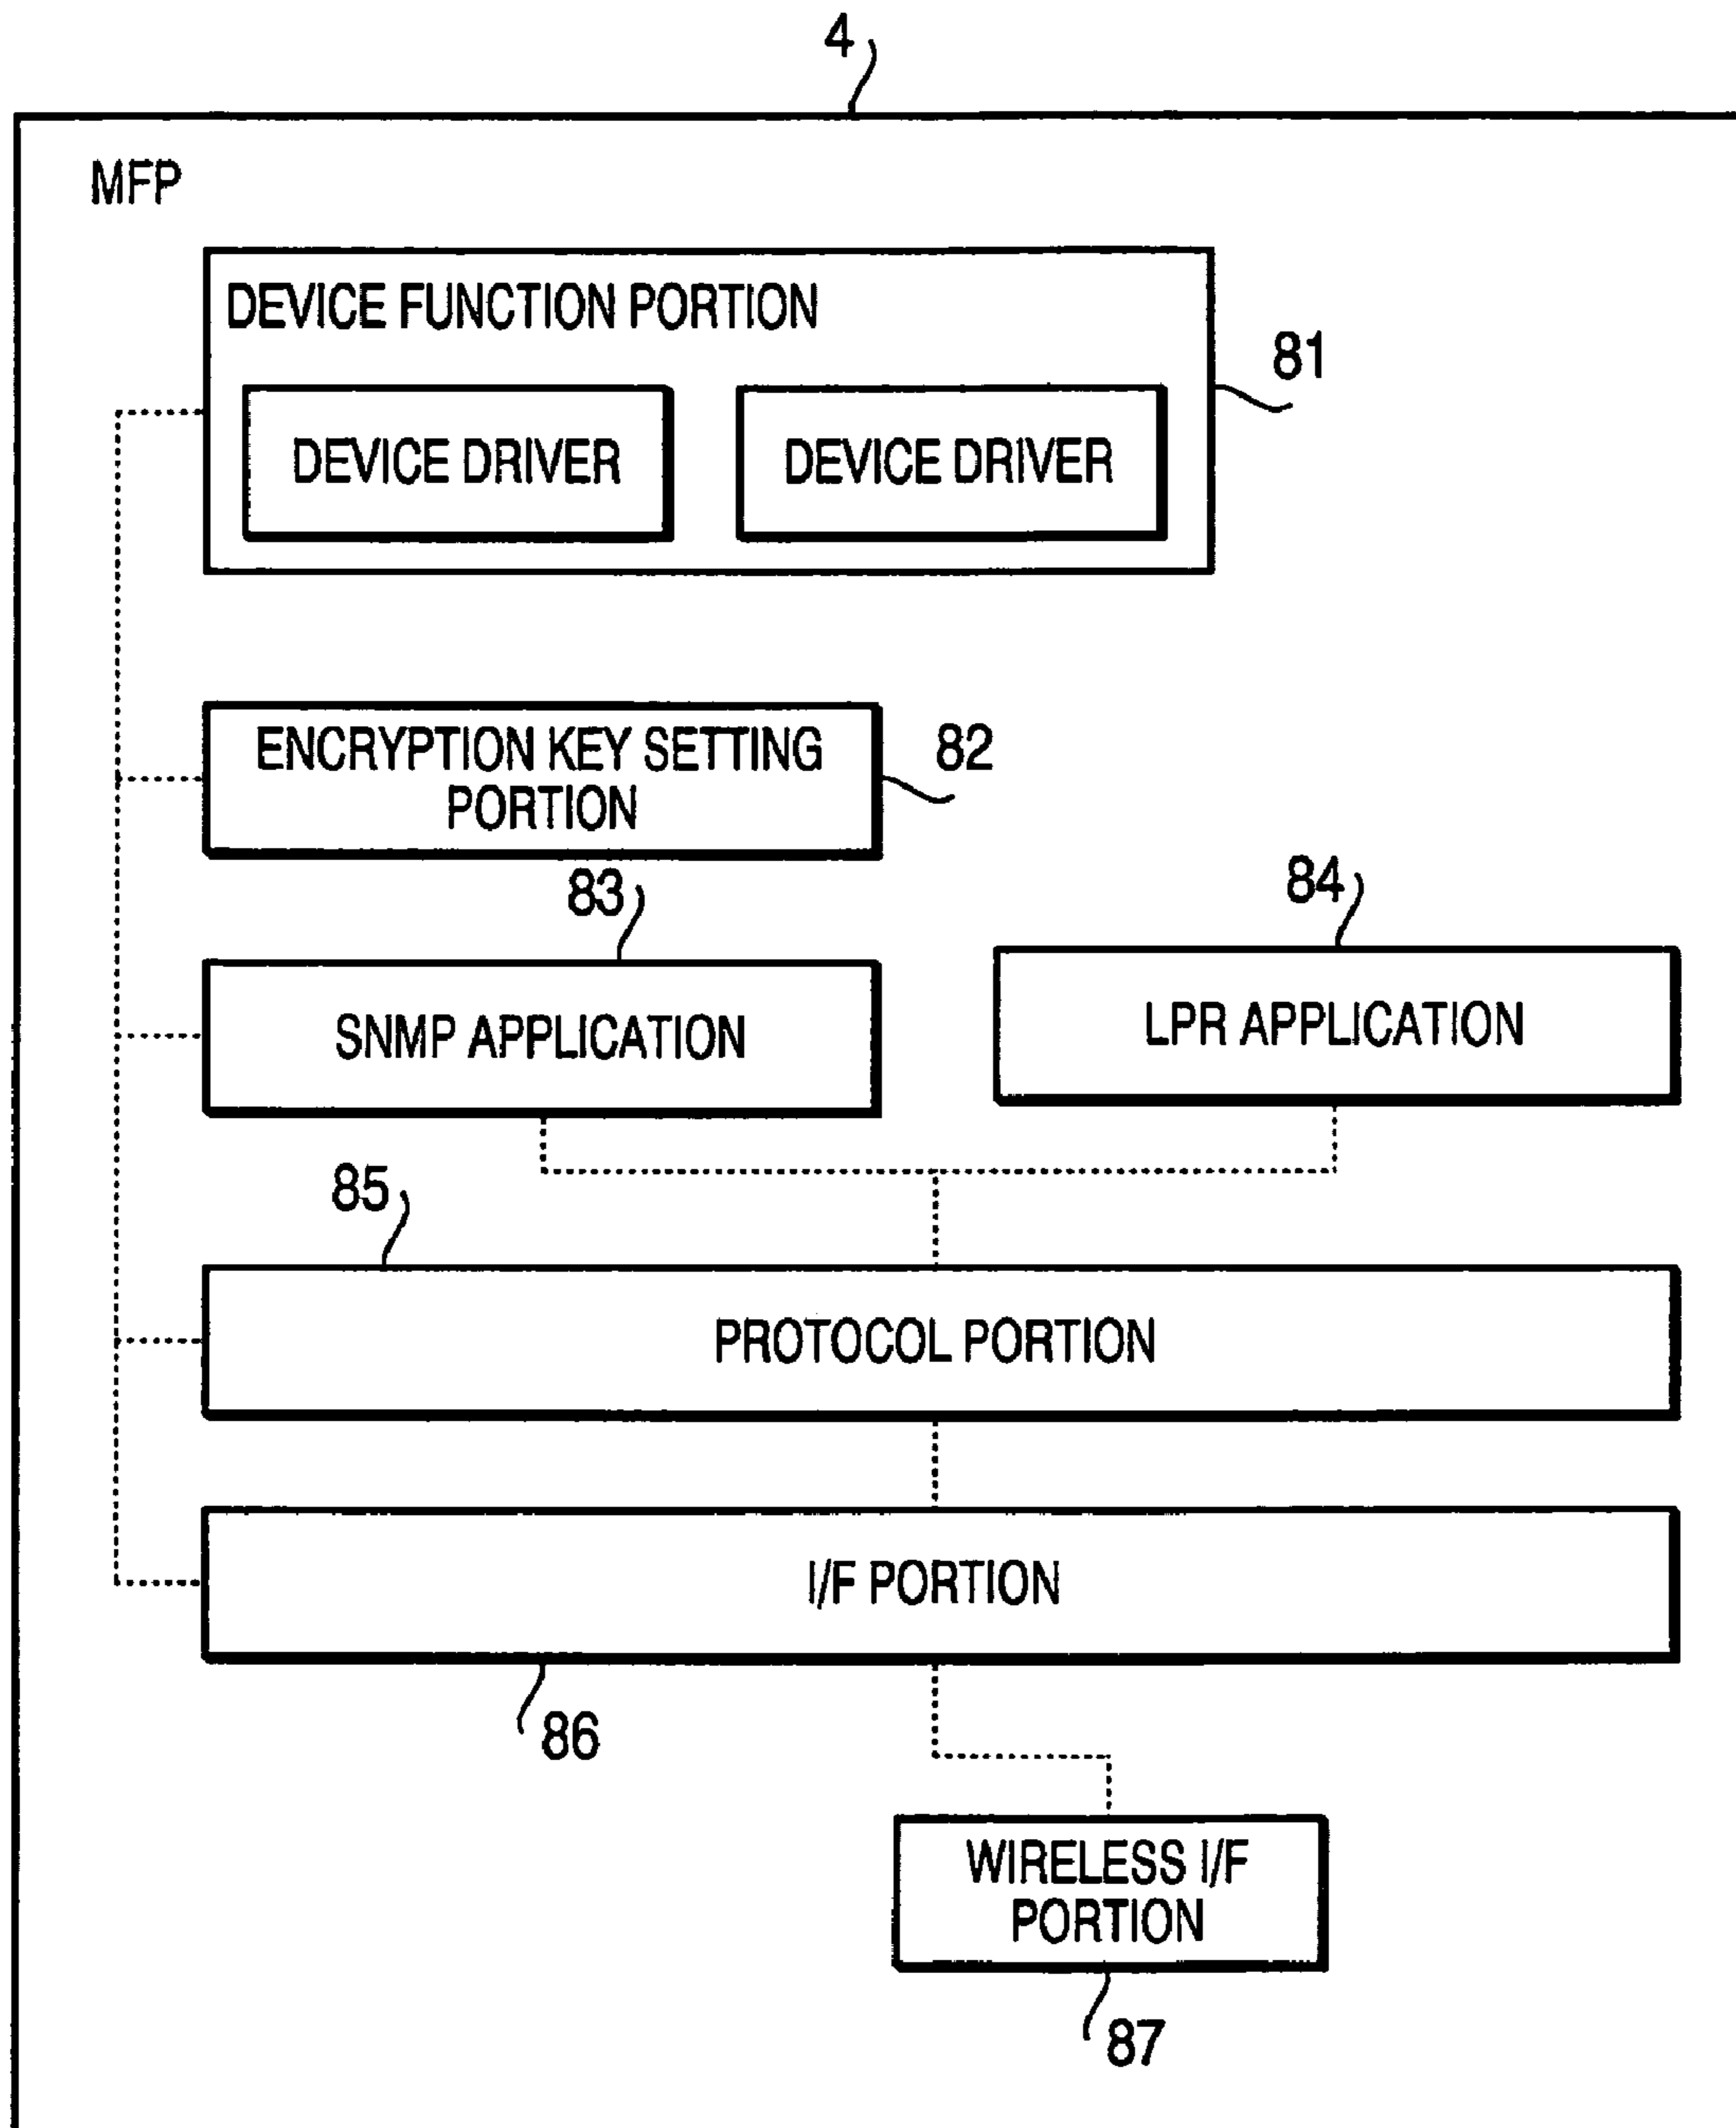 4
MFP
DEVICE FUNCTION PORTION
81
DEVICE DRIVER
DEVICE DRIVER
ENCRYPTION KEY SETTING
PORTION
82
83
84
SNMP APPLICATION
LPR APPLICATION
85
PROTOCOL PORTION
I/F PORTION
86
WIRELESS I/F
PORTION
87